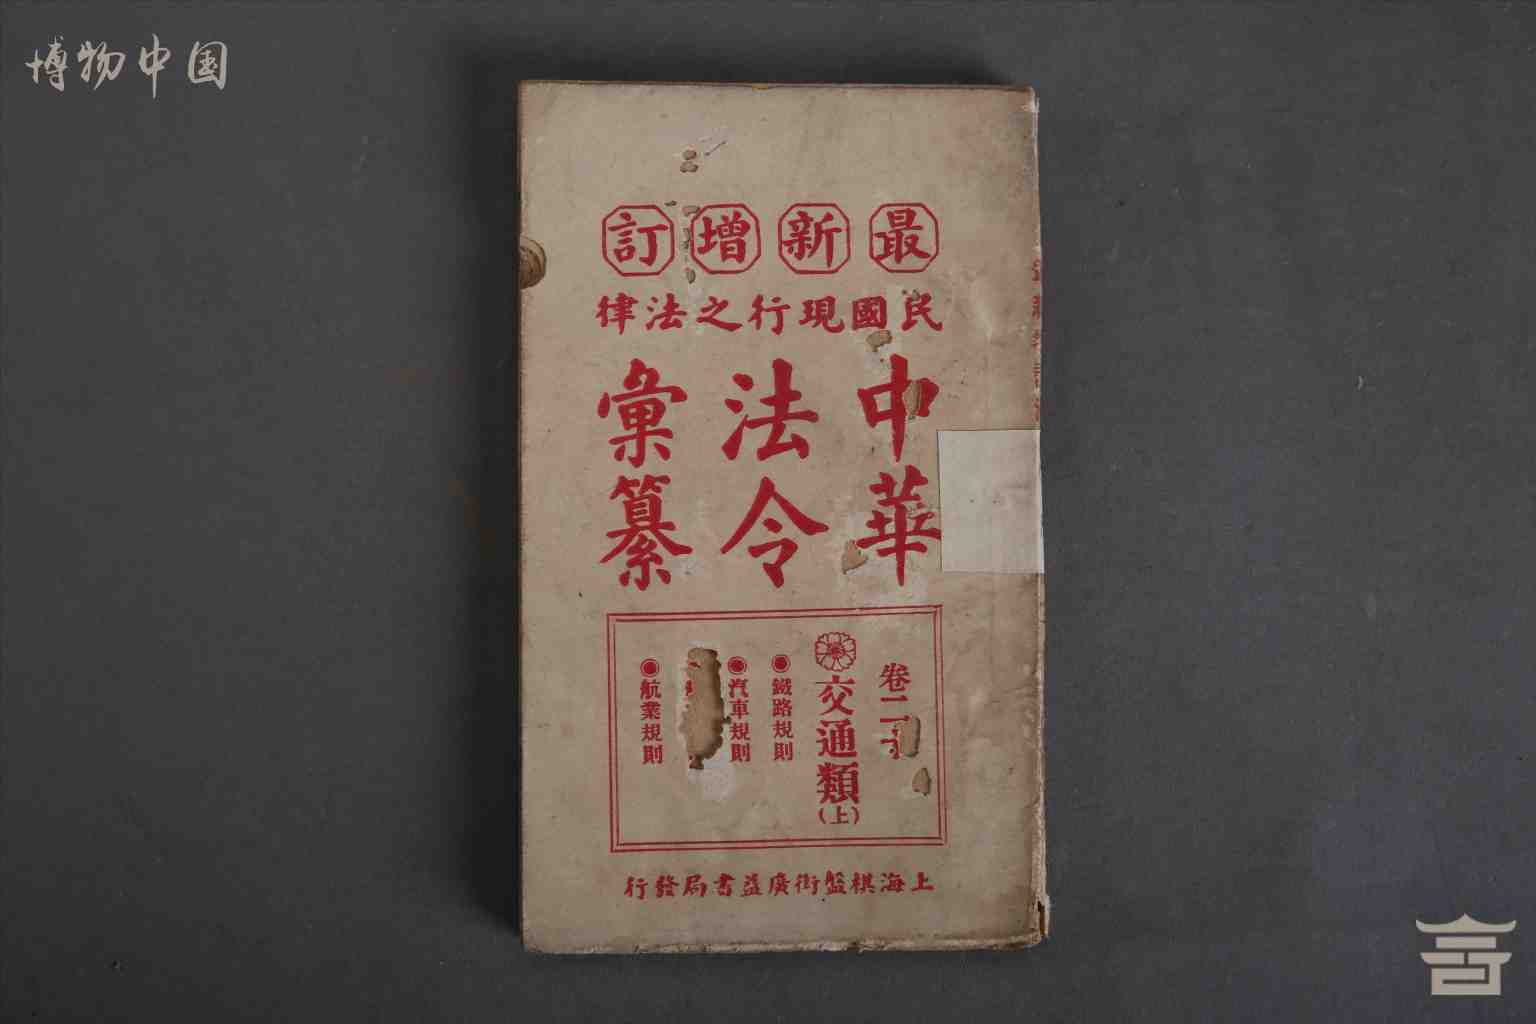 博物中国
最新增訂
民國現行之法律
中華
法令
彙纂
卷二十
交通類
(上)
鐵路規則
汽車規則
航業規則
上海棋盤街廣益書局發行